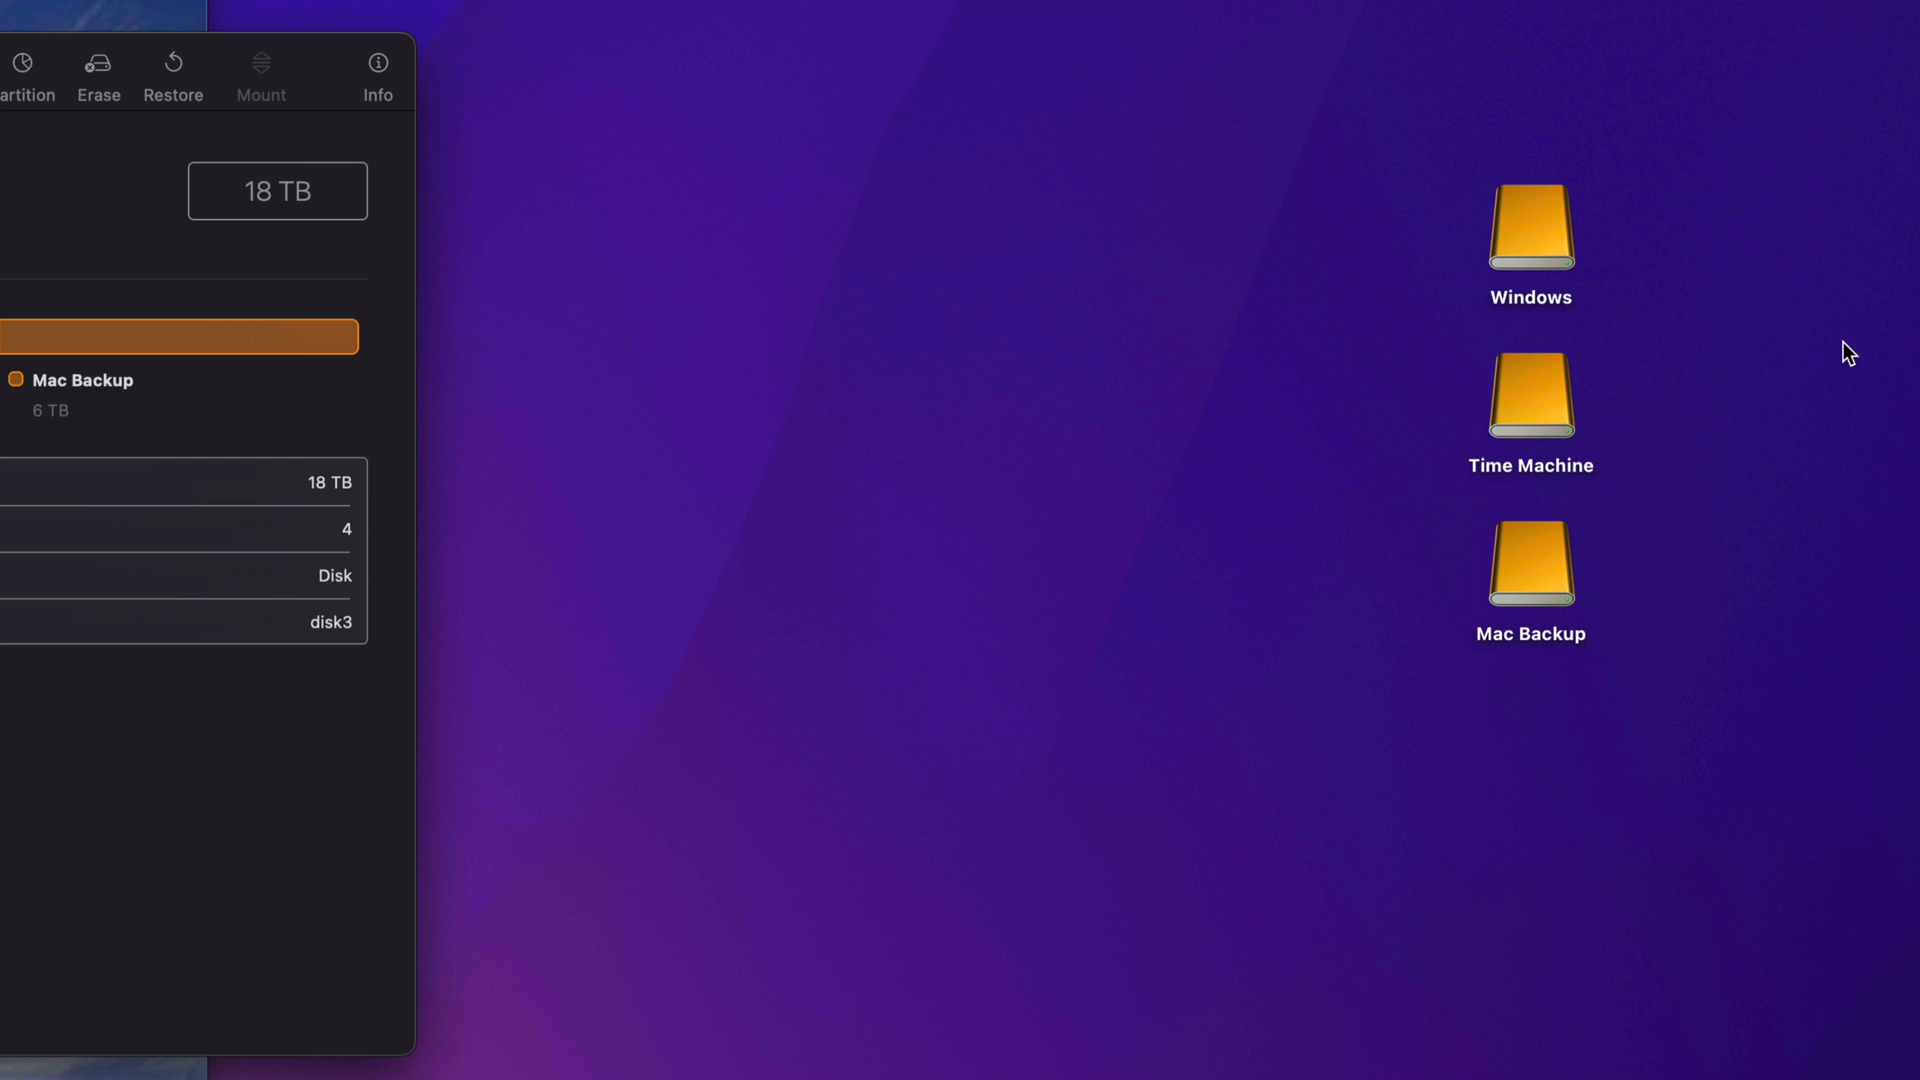 artition
Erase
Restore
Mount
Info
18 TB
Mac Backup
6 TB
18 TB
4
Disk
disk3
Windows
Time Machine
Mac Backup